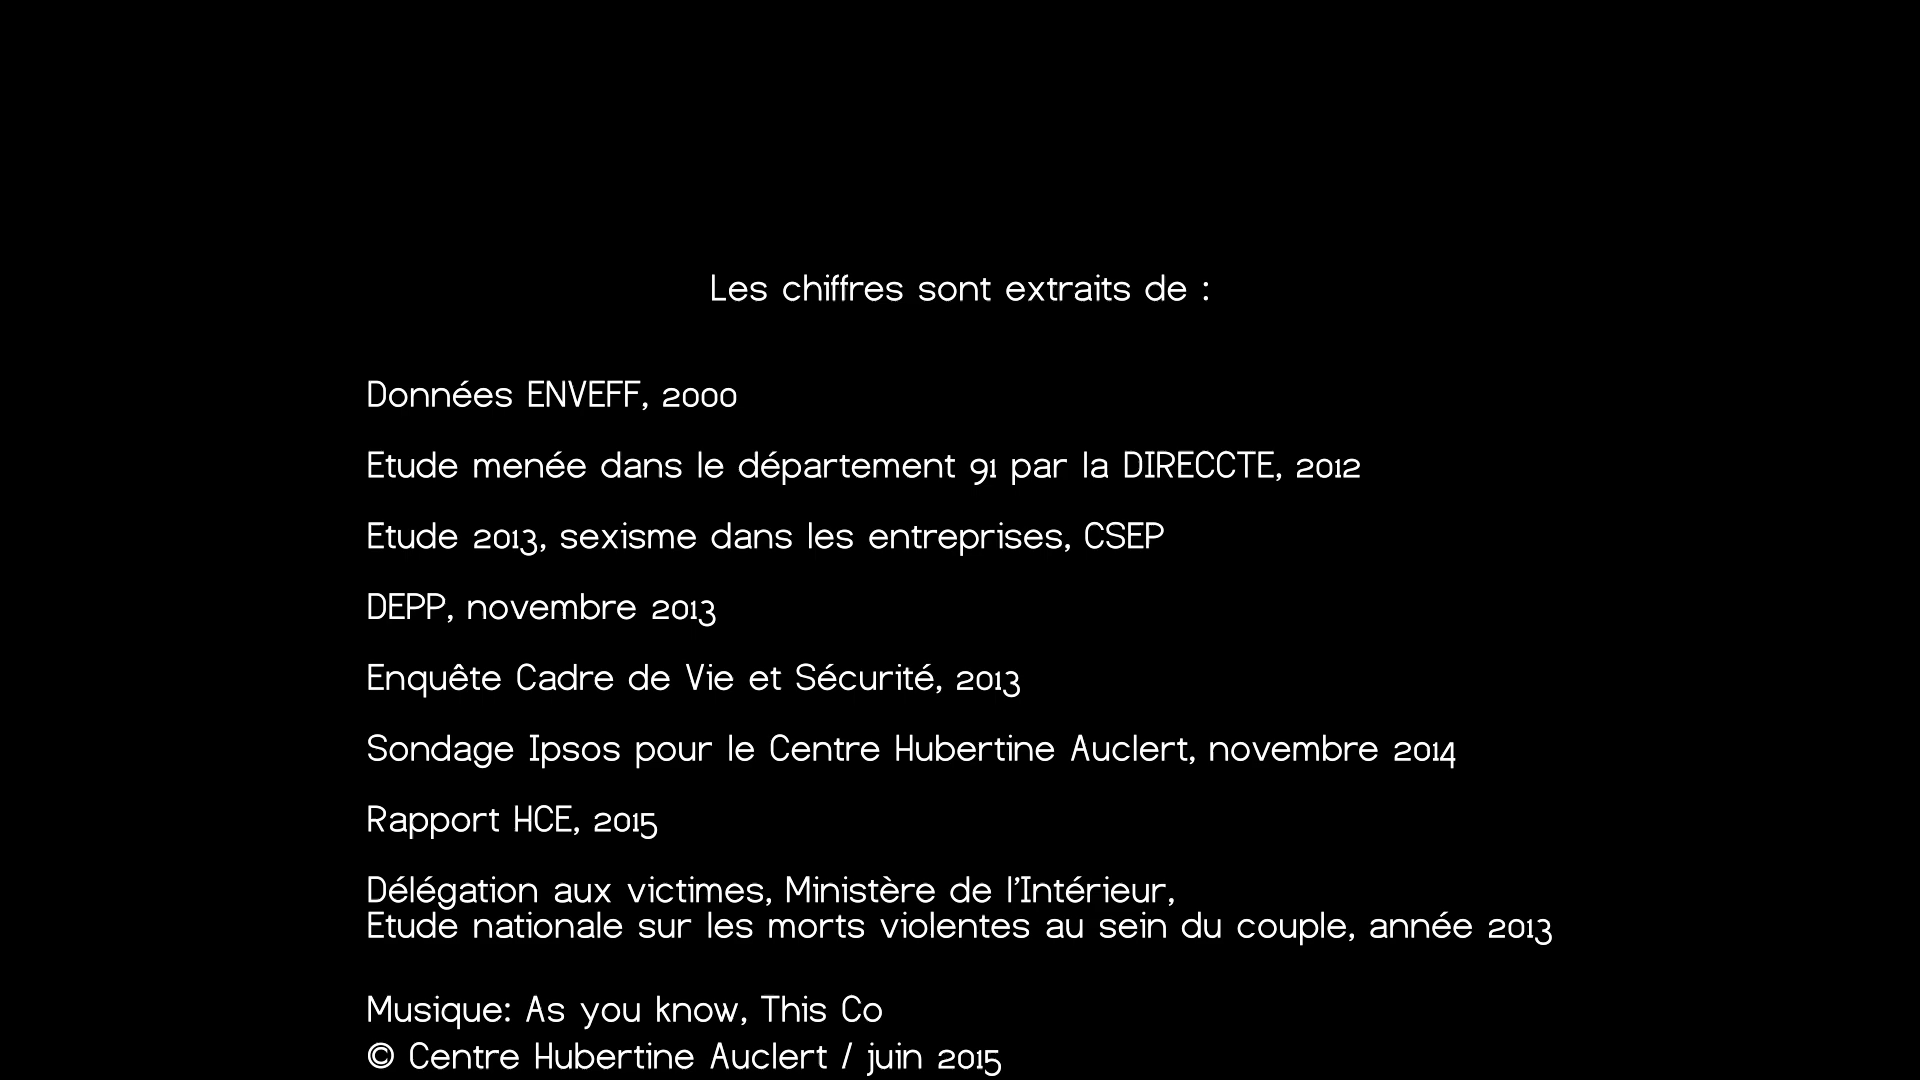 Les chiffres sont extraits de :
Données ENVEFF, 2000
Etude menée dans le département 91 par la DIRECCTE, 2012
Etude 2013, sexisme dans les entreprises, CSEP
DEPP, novembre 2013
Enquête Cadre de Vie et Sécurité, 2013
Sondage Ipsos pour le Centre Hubertine Auclert, novembre 2014
Rapport HCE, 2015
Délégation aux victimes, Ministère de l’Intérieur,
Etude nationale sur les morts violentes au sein du couple, année 2013
Musique: As you know, This Co
© Centre Hubertine Auclert / juin 2015